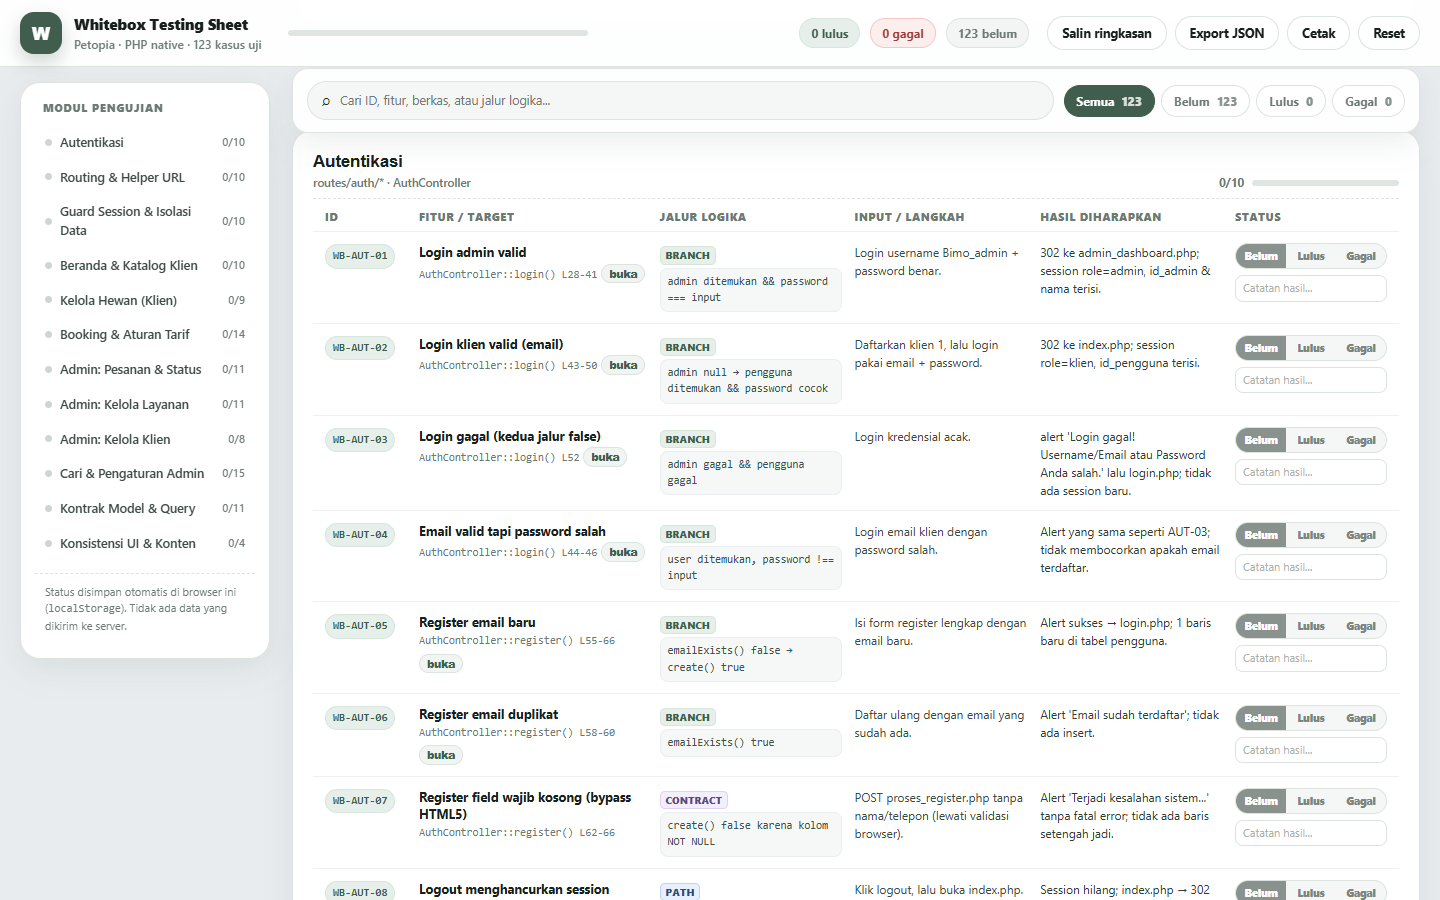 W
Whitebox Testing Sheet
Petopia · PHP native · 123 kasus uji
0 lulus
0 gagal
123 belum
Salin ringkasan
Export JSON
Cetak
Reset
MODUL PENGUJIAN
Autentikasi 0/10
Routing & Helper URL 0/10
Guard Session & Isolasi
Data 0/10
Beranda & Katalog Klien 0/10
Kelola Hewan (Klien) 0/9
Booking & Aturan Tarif 0/14
Admin: Pesanan & Status 0/11
Admin: Kelola Layanan 0/11
Admin: Kelola Klien 0/8
Cari & Pengaturan Admin 0/15
Kontrak Model & Query 0/11
Konsistensi UI & Konten 0/4
Status disimpan otomatis di browser ini
(localStorage). Tidak ada data yang
dikirim ke server.
Cari ID, fitur, berkas, atau jalur logika...
Semua 123
Belum 123
Lulus 0
Gagal 0
Autentikasi
routes/auth/* · AuthController
0/10
ID FITUR / TARGET JALUR LOGIKA INPUT / LANGKAH HASIL DIHARAPKAN STATUS
WB-AUT-01
Login admin valid
AuthController::login() L28-41 buka
BRANCH
admin ditemukan && password
=== input
Login username Bimo_admin +
password benar.
302 ke admin_dashboard.php;
session role=admin, id_admin &
nama terisi.
Belum Lulus Gagal
Catatan hasil...
WB-AUT-02
Login klien valid (email)
AuthController::login() L43-50 buka
BRANCH
admin null → pengguna
ditemukan && password cocok
Daftarkan klien 1, lalu login
pakai email + password.
302 ke index.php; session
role=klien, id_pengguna terisi.
Belum Lulus Gagal
Catatan hasil...
WB-AUT-03
Login gagal (kedua jalur false)
AuthController::login() L52 buka
BRANCH
admin gagal && pengguna
gagal
Login kredensial acak.
alert 'Login gagal!
Username/Email atau Password
Anda salah.' lalu login.php; tidak
ada session baru.
Belum Lulus Gagal
Catatan hasil...
WB-AUT-04
Email valid tapi password salah
AuthController::login() L44-46 buka
BRANCH
user ditemukan, password !==
input
Login email klien dengan
password salah.
Alert yang sama seperti AUT-03;
tidak membocorkan apakah email
terdaftar.
Belum Lulus Gagal
Catatan hasil...
WB-AUT-05
Register email baru
AuthController::register() L55-66
buka
BRANCH
emailExists() false →
create() true
Isi form register lengkap dengan
email baru.
Alert sukses → login.php; 1 baris
baru di tabel pengguna.
Belum Lulus Gagal
Catatan hasil...
WB-AUT-06
Register email duplikat
AuthController::register() L58-60
buka
BRANCH
emailExists() true
Daftar ulang dengan email yang
sudah ada.
Alert 'Email sudah terdaftar'; tidak
ada insert.
Belum Lulus Gagal
Catatan hasil...
WB-AUT-07
Register field wajib kosong (bypass
HTML5)
AuthController::register() L62-66
CONTRACT
create() false karena kolom
NOT NULL
POST proses_register.php tanpa
nama/telepon (lewati validasi
browser).
Alert 'Terjadi kesalahan sistem...'
tanpa fatal error; tidak ada baris
setengah jadi.
Belum Lulus Gagal
Catatan hasil...
WB-AUT-08
Logout menghancurkan session
PATH
Klik logout, lalu buka index.php.
Session hilang; index.php → 302
Belum Lulus Gagal